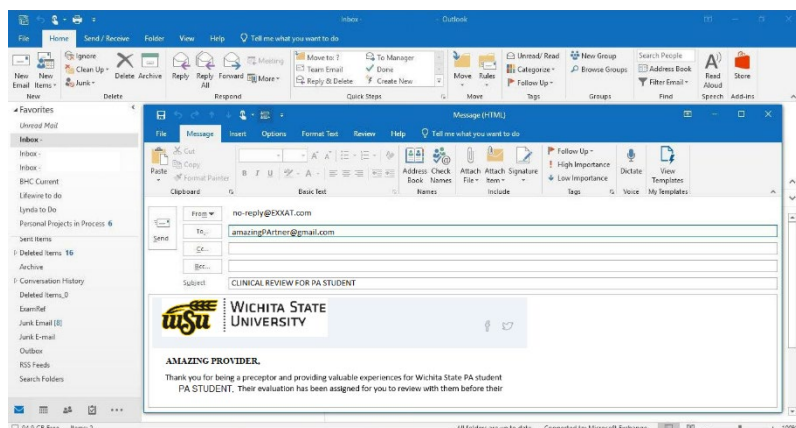 Inbox - - Outlook
File Home Send / Receive Folder View Help Tell me what you want to do
New Email New Items Ignore Clean Up Junk Delete Archive Reply Reply All Forward Meeting More Move to: ? Team Email Reply & Delete To Manager Done Create New Move Rules Unread/ Read Categorize Follow Up New Group Browse Groups Search People Address Book Filter Email Read Aloud Store
New Delete Respond Quick Steps Move Tags Groups Find Speech Add-ins
Favorites
Unread Mail
Inbox -
Inbox -
Inbox -
BHC Current
Lifewire to do
Lynda to Do
Personal Projects in Process 6
Sent Items
Deleted Items 16
Archive
Conversation History
Deleted Items_0
ExamRef
Junk Email [8]
Junk E-mail
Outbox
RSS Feeds
Search Folders
Message (HTML)
File Message Insert Options Format Text Review Help Tell me what you want to do
Paste Cut Copy Format Painter B I U Address Book Check Names Attach File Attach Item Signature Follow Up High Importance Low Importance Dictate View Templates
Clipboard Basic Text Names Include Tags Voice My Templates
Send
From no-reply@EXXAT.com
To... amazingPArtner@gmail.com
Cc...
Bcc...
Subject CLINICAL REVIEW FOR PA STUDENT
WSU WICHITA STATE
UNIVERSITY
AMAZING PROVIDER,
Thank you for being a preceptor and providing valuable experiences for Wichita State PA student
PA STUDENT. Their evaluation has been assigned for you to review with them before their